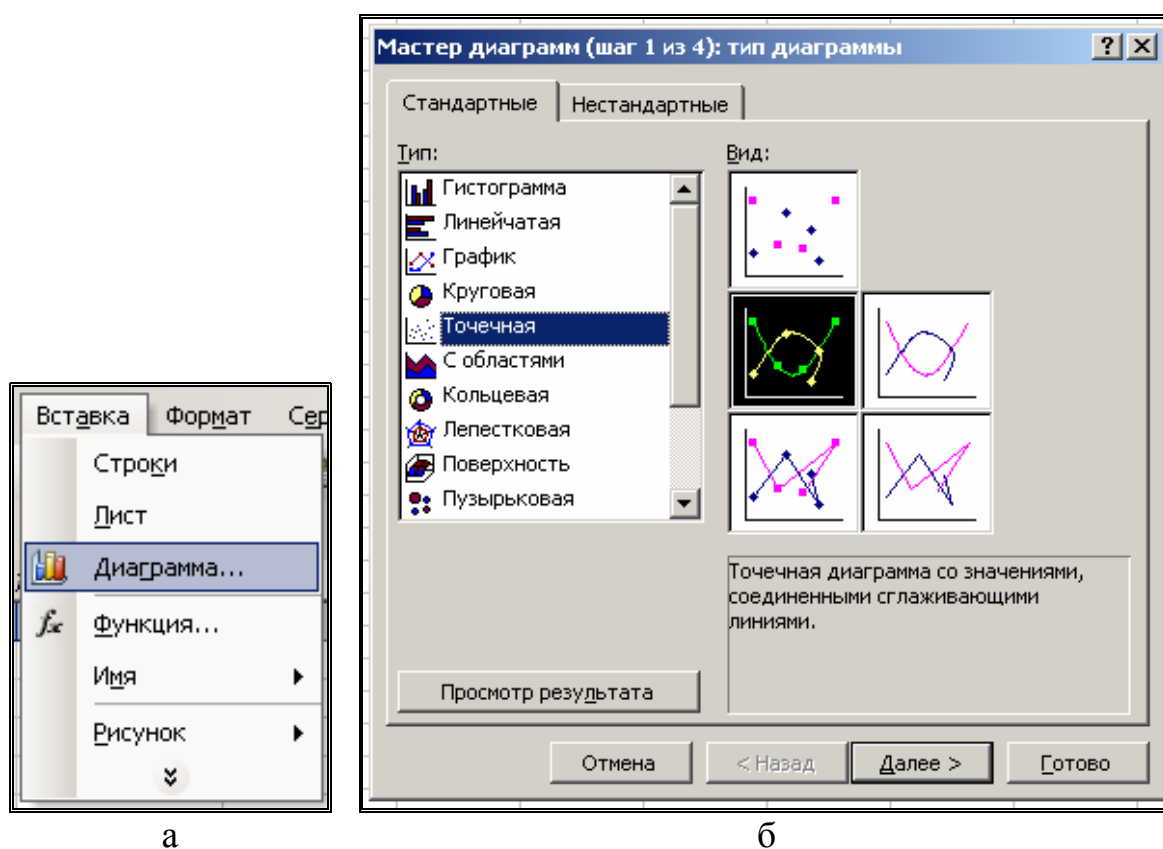 Вставка Формат Сер
Строки
Лист
Диаграмма...
Функция...
Имя
Рисунок
а
Мастер диаграмм (шаг 1 из 4): тип диаграммы
Стандартные Нестандартные
Тип:
Гистограмма
Линейчатая
График
Круговая
Точечная
С областями
Кольцевая
Лепестковая
Поверхность
Пузырьковая
Вид:
Точечная диаграмма со значениями,
соединенными сглаживающими
линиями.
Просмотр результата
Отмена < Назад Далее > Готово
б